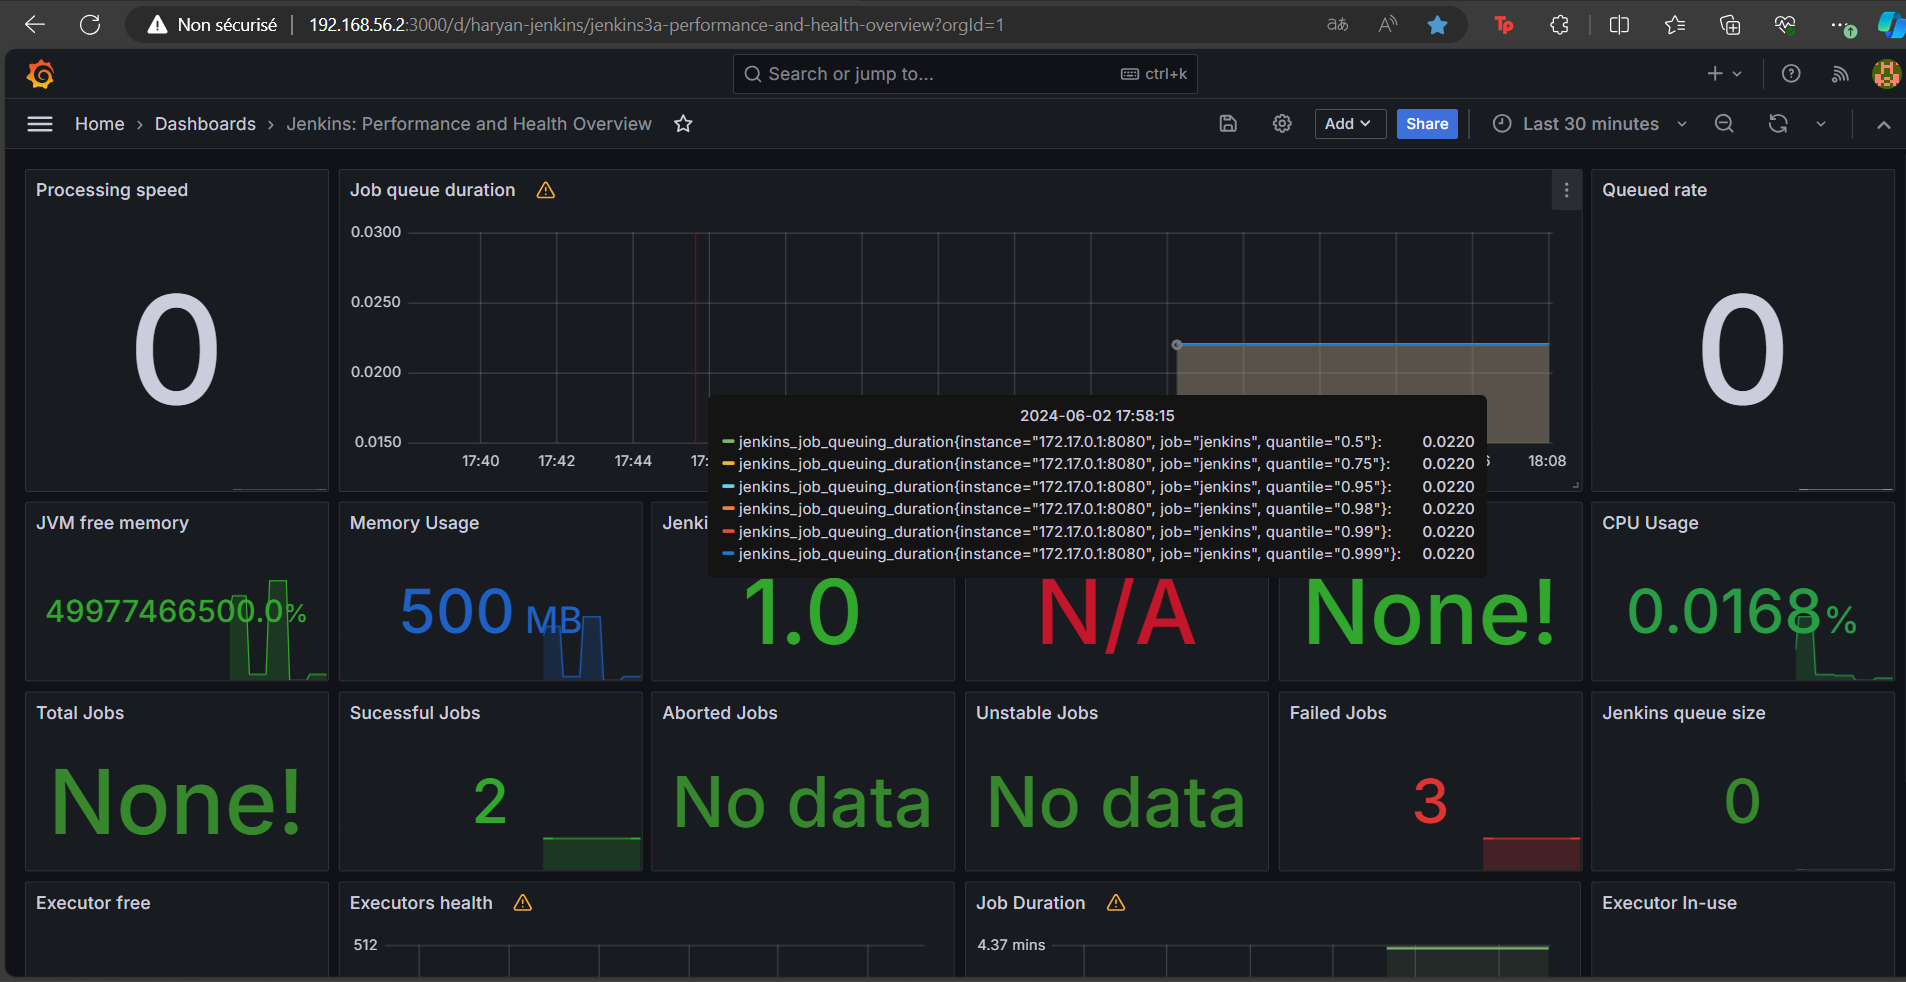 Non sécurisé 192.168.56.2:3000/d/haryan-jenkins/jenkins3a-performance-and-health-overview?orgId=1
Search or jump to... ctrl+k
Home › Dashboards › Jenkins: Performance and Health Overview
Add Share Last 30 minutes
Processing speed
0
Job queue duration
0.0300
0.0250
0.0200
0.0150
17:40 17:42 17:44 17: 18:08
2024-06-02 17:58:15
jenkins_job_queuing_duration{instance="172.17.0.1:8080", job="jenkins", quantile="0.5"}: 0.0220
jenkins_job_queuing_duration{instance="172.17.0.1:8080", job="jenkins", quantile="0.75"}: 0.0220
jenkins_job_queuing_duration{instance="172.17.0.1:8080", job="jenkins", quantile="0.95"}: 0.0220
jenkins_job_queuing_duration{instance="172.17.0.1:8080", job="jenkins", quantile="0.98"}: 0.0220
jenkins_job_queuing_duration{instance="172.17.0.1:8080", job="jenkins", quantile="0.99"}: 0.0220
jenkins_job_queuing_duration{instance="172.17.0.1:8080", job="jenkins", quantile="0.999"}: 0.0220
Queued rate
0
JVM free memory
49977466500.0%
Memory Usage
500 MB
Jenki
1.0
N/A
None!
CPU Usage
0.0168%
Total Jobs
None!
Sucessful Jobs
2
Aborted Jobs
No data
Unstable Jobs
No data
Failed Jobs
3
Jenkins queue size
0
Executor free
Executors health
512
Job Duration
4.37 mins
Executor In-use